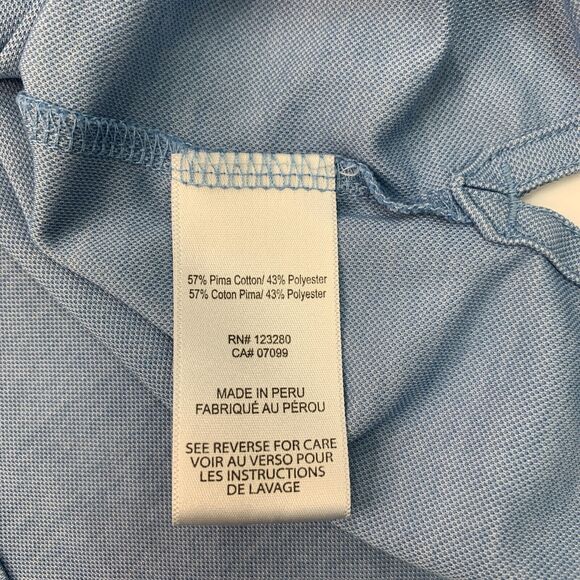 57% Pima Cotton/ 43% Polyester
57% Coton Pima/ 43% Polyester
RN# 123280
CA# 07099
MADE IN PERU
FABRIQUÉ AU PÉROU
SEE REVERSE FOR CARE
VOIR AU VERSO POUR
LES INSTRUCTIONS
DE LAVAGE